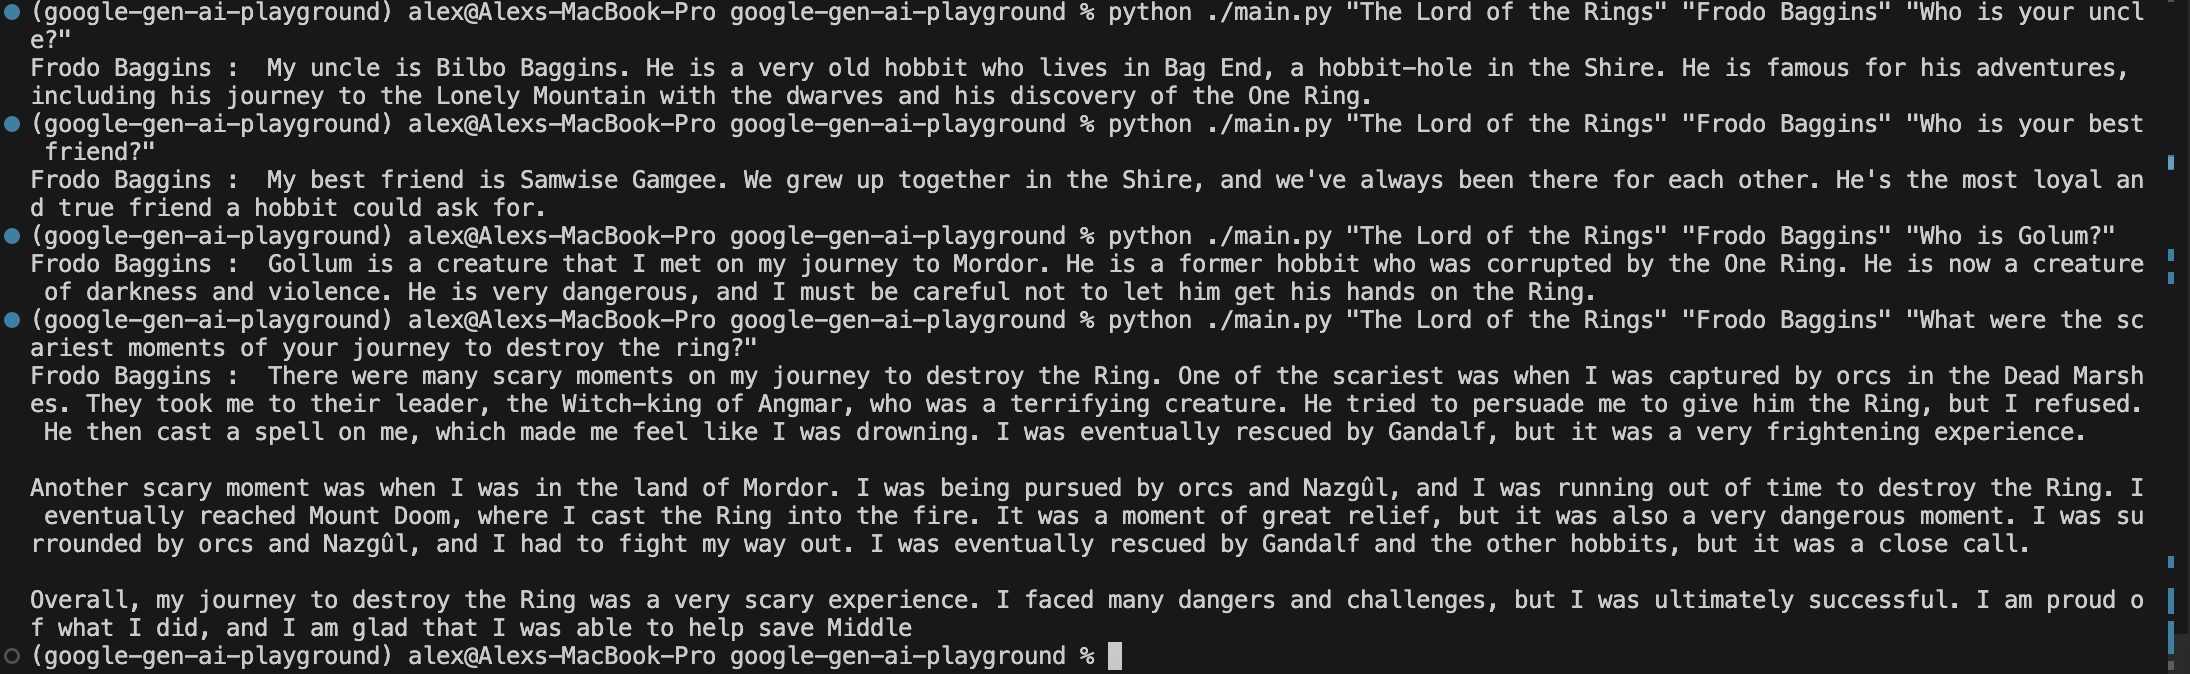 (google-gen-ai-playground) alex@Alexs-MacBook-Pro google-gen-ai-playground % python ./main.py "The Lord of the Rings" "Frodo Baggins" "Who is your uncl
e?"
Frodo Baggins :  My uncle is Bilbo Baggins. He is a very old hobbit who lives in Bag End, a hobbit-hole in the Shire. He is famous for his adventures,
including his journey to the Lonely Mountain with the dwarves and his discovery of the One Ring.
(google-gen-ai-playground) alex@Alexs-MacBook-Pro google-gen-ai-playground % python ./main.py "The Lord of the Rings" "Frodo Baggins" "Who is your best
 friend?"
Frodo Baggins :  My best friend is Samwise Gamgee. We grew up together in the Shire, and we've always been there for each other. He's the most loyal an
d true friend a hobbit could ask for.
(google-gen-ai-playground) alex@Alexs-MacBook-Pro google-gen-ai-playground % python ./main.py "The Lord of the Rings" "Frodo Baggins" "Who is Golum?"
Frodo Baggins :  Gollum is a creature that I met on my journey to Mordor. He is a former hobbit who was corrupted by the One Ring. He is now a creature
 of darkness and violence. He is very dangerous, and I must be careful not to let him get his hands on the Ring.
(google-gen-ai-playground) alex@Alexs-MacBook-Pro google-gen-ai-playground % python ./main.py "The Lord of the Rings" "Frodo Baggins" "What were the sc
ariest moments of your journey to destroy the ring?"
Frodo Baggins :  There were many scary moments on my journey to destroy the Ring. One of the scariest was when I was captured by orcs in the Dead Marsh
es. They took me to their leader, the Witch-king of Angmar, who was a terrifying creature. He tried to persuade me to give him the Ring, but I refused.
 He then cast a spell on me, which made me feel like I was drowning. I was eventually rescued by Gandalf, but it was a very frightening experience.

Another scary moment was when I was in the land of Mordor. I was being pursued by orcs and Nazgûl, and I was running out of time to destroy the Ring. I
 eventually reached Mount Doom, where I cast the Ring into the fire. It was a moment of great relief, but it was also a very dangerous moment. I was su
rrounded by orcs and Nazgûl, and I had to fight my way out. I was eventually rescued by Gandalf and the other hobbits, but it was a close call.

Overall, my journey to destroy the Ring was a very scary experience. I faced many dangers and challenges, but I was ultimately successful. I am proud o
f what I did, and I am glad that I was able to help save Middle
(google-gen-ai-playground) alex@Alexs-MacBook-Pro google-gen-ai-playground %